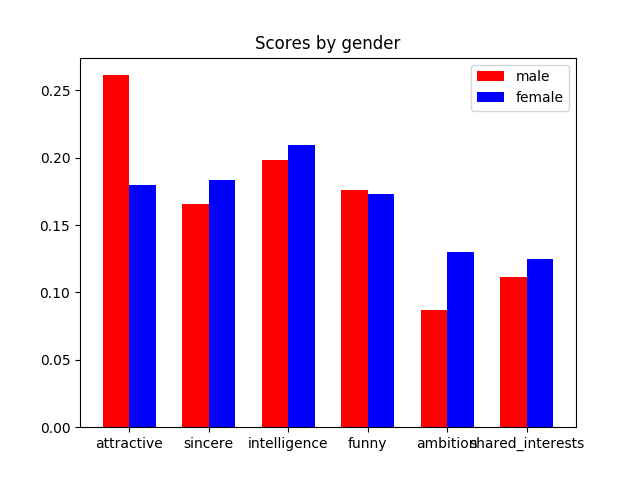 Scores by gender
male
female
0.25
0.20
0.15
0.10
0.05
0.00
attractive sincere intelligence funny ambition shared_interests